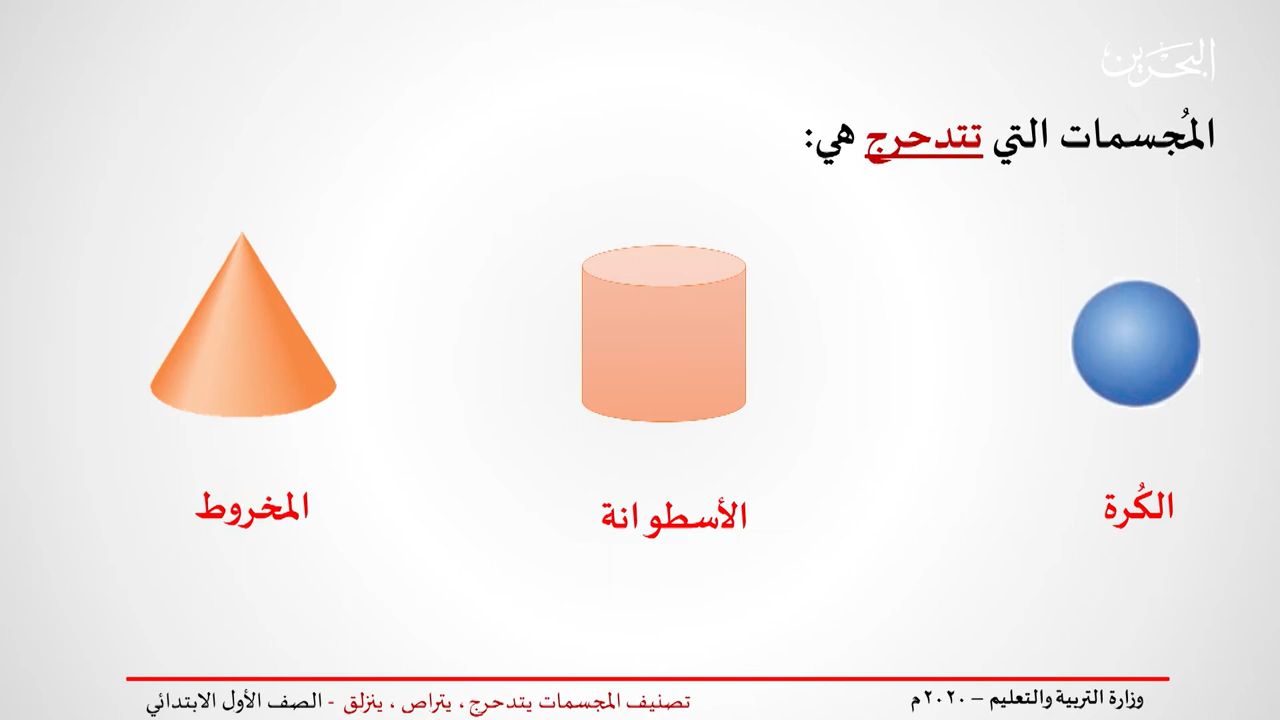 البحرين
المُجسمات التي تتدحرج هي:
الكُرة
الأسطوانة
المخروط
وزارة التربية والتعليم – ٢٠٢٠م
تصنيف المجسمات يتدحرج ، يتراص ، ينزلق - الصف الأول الابتدائي